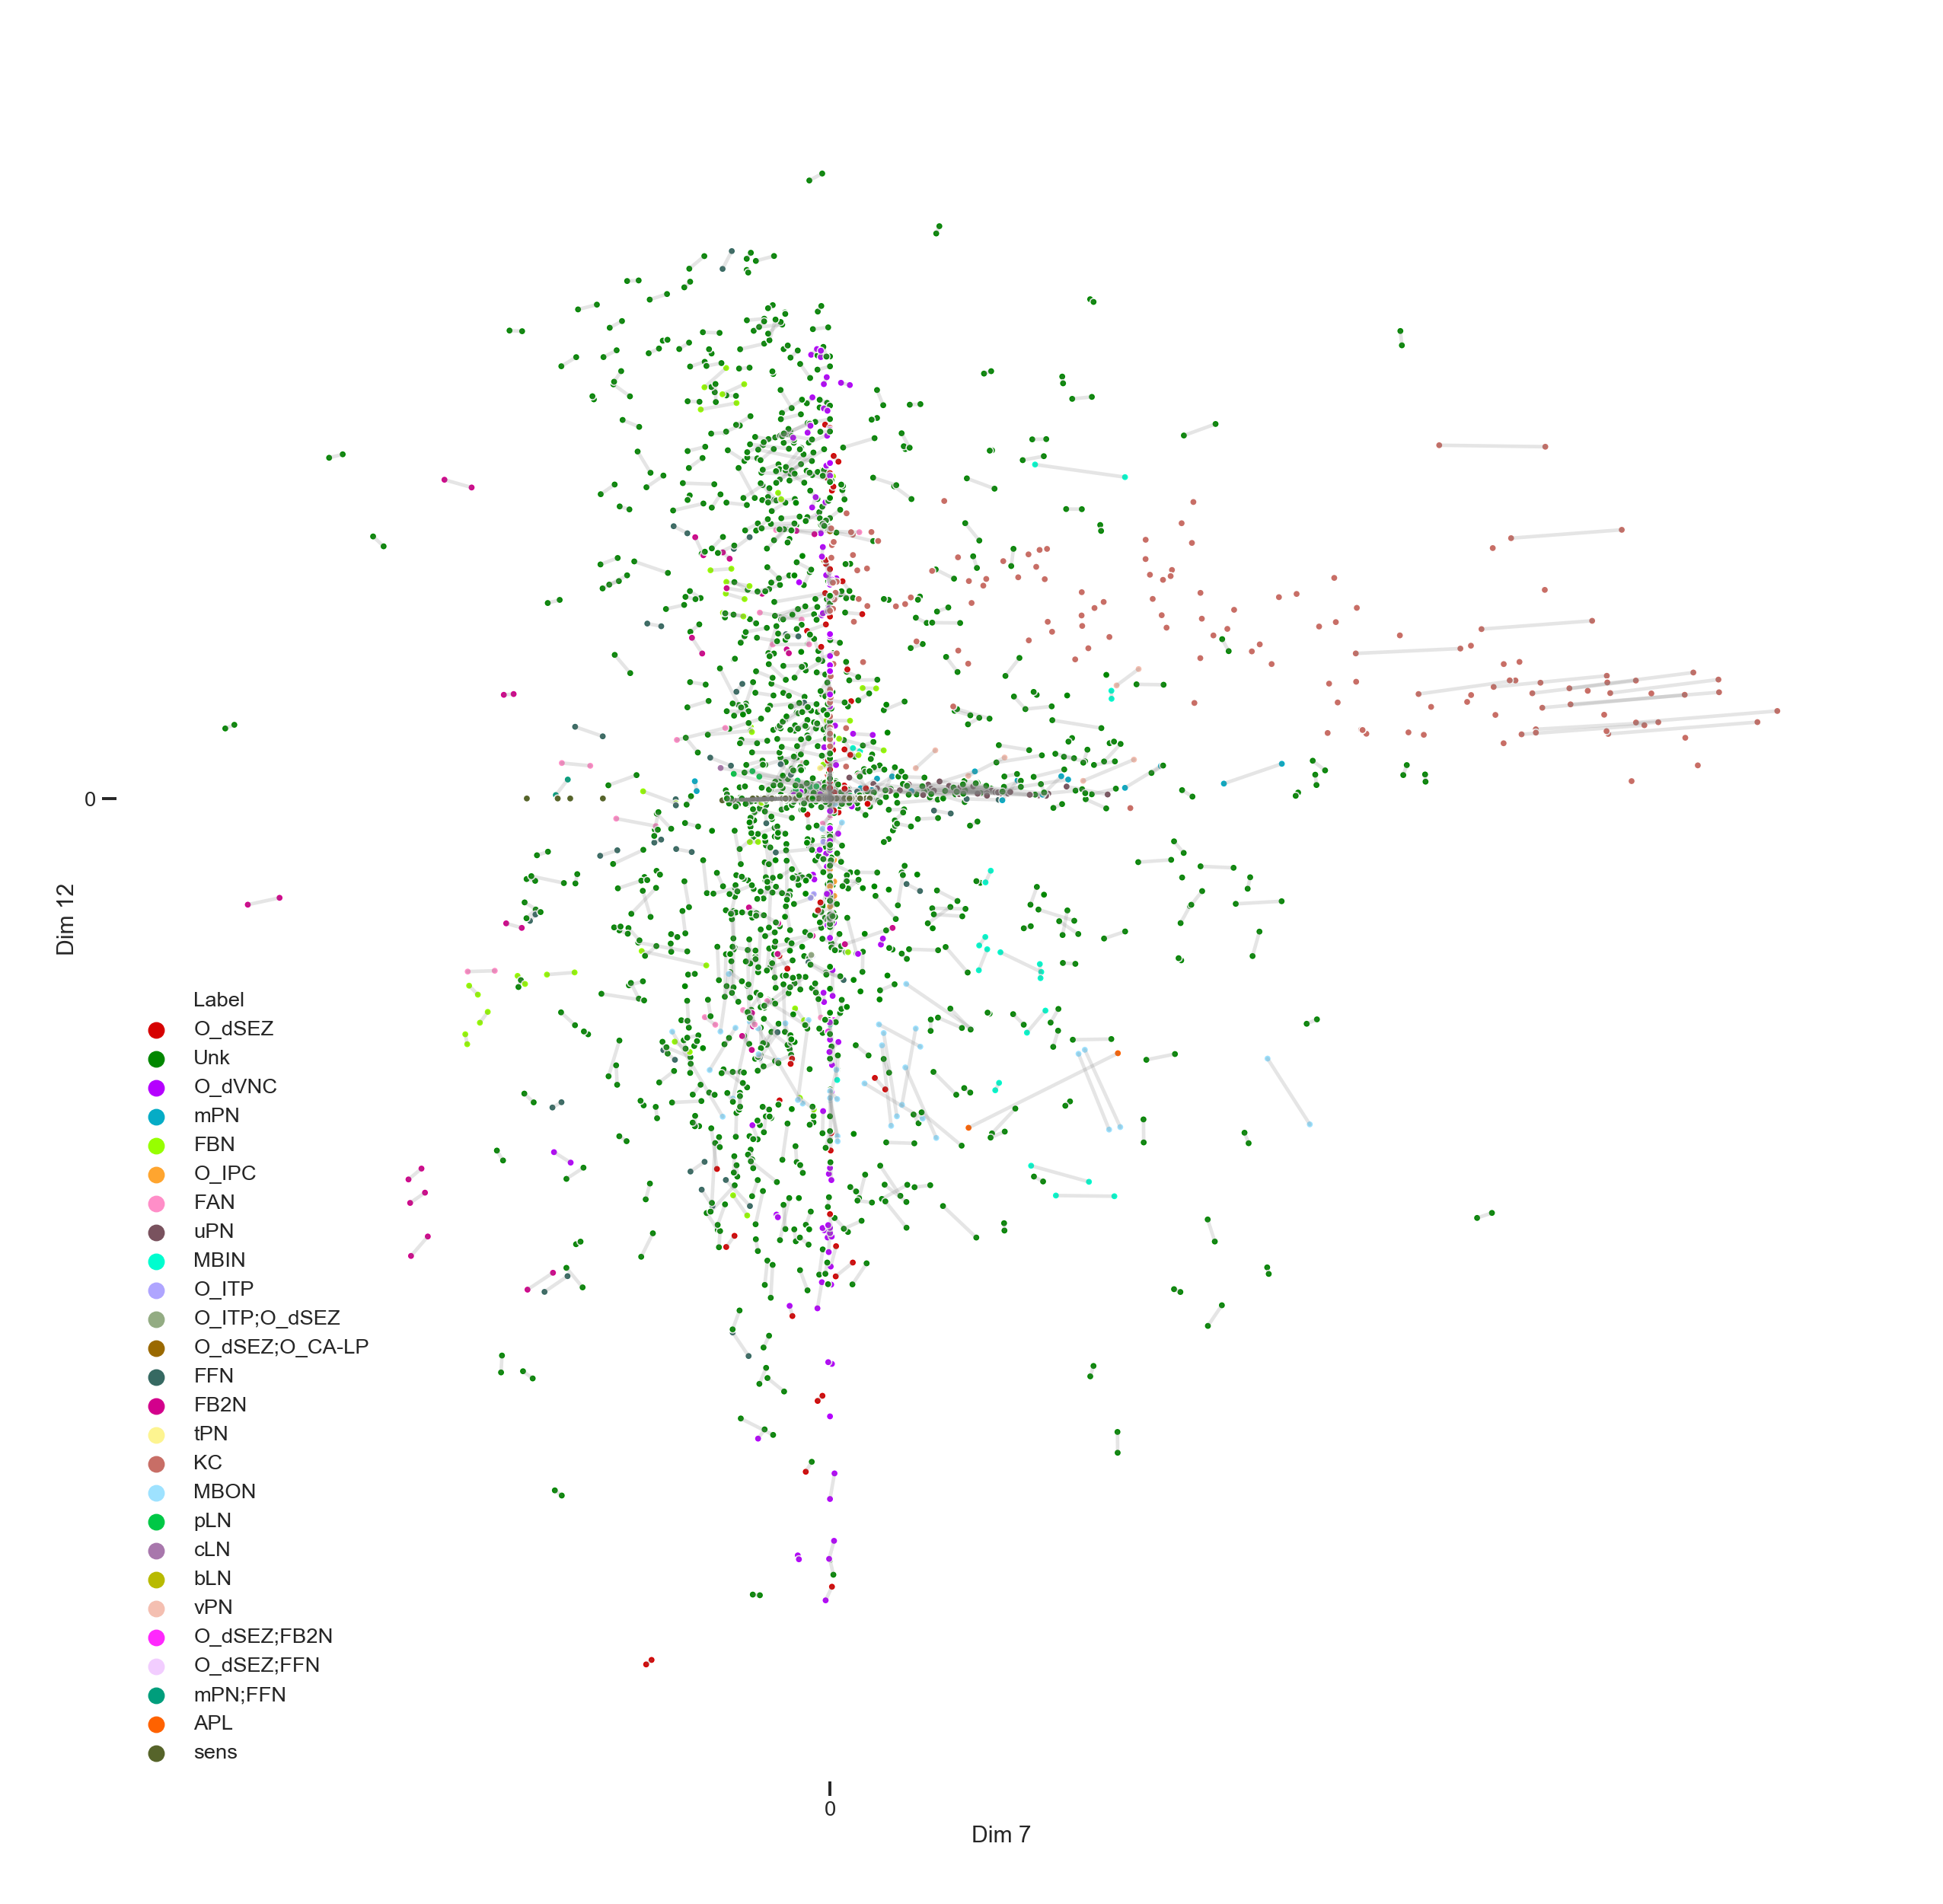 0
Dim 12
Label
O_dSEZ
Unk
O_dVNC
mPN
FBN
O_IPC
FAN
uPN
MBIN
O_ITP
O_ITP;O_dSEZ
O_dSEZ;O_CA-LP
FFN
FB2N
tPN
KC
MBON
pLN
cLN
bLN
vPN
O_dSEZ;FB2N
O_dSEZ;FFN
mPN;FFN
APL
sens
0
Dim 7